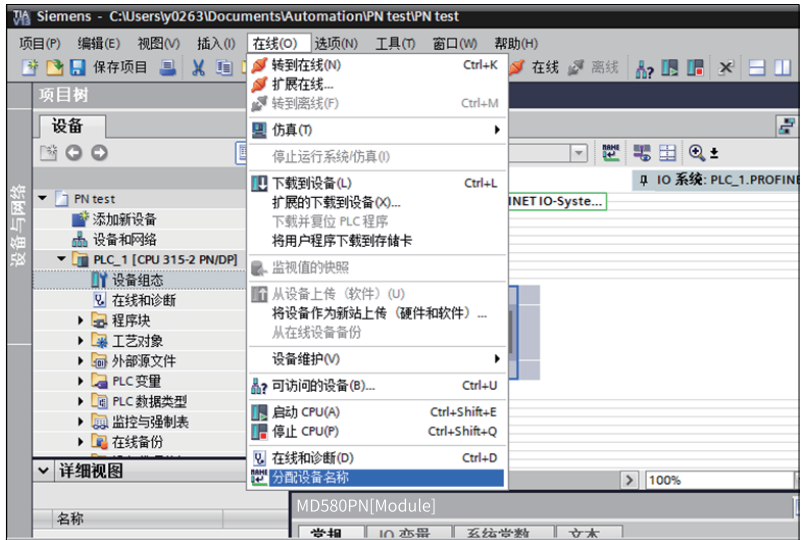 Siemens - C:\Users\y0263\Documents\Automation\PN test\PN test
项目(P) 编辑(E) 视图(V) 插入(I) 在线(O) 选项(N) 工具(T) 窗口(W) 帮助(H)
保存项目 在线 离线
项目树
设备
设备与网络
PN test
添加新设备
设备和网络
PLC_1 [CPU 315-2 PN/DP]
设备组态
在线和诊断
程序块
工艺对象
外部源文件
PLC 变量
PLC 数据类型
监控与强制表
在线备份
详细视图
名称
转到在线(N) Ctrl+K
扩展在线...
转到离线(F) Ctrl+M
仿真(T)
停止运行系统/仿真(I)
下载到设备(L) Ctrl+L
扩展的下载到设备(X)...
下载并复位 PLC 程序
将用户程序下载到存储卡
监视值的快照
从设备上传（软件）(U)
将设备作为新站上传（硬件和软件）...
从在线设备备份
设备维护(V)
可访问的设备(B)... Ctrl+U
启动 CPU(A) Ctrl+Shift+E
停止 CPU(P) Ctrl+Shift+Q
在线和诊断(D) Ctrl+D
分配设备名称
IO 系统: PLC_1.PROFINE
INET IO-Syste...
100%
MD580PN[Module]
常规 IO 变量 系统常数 文本